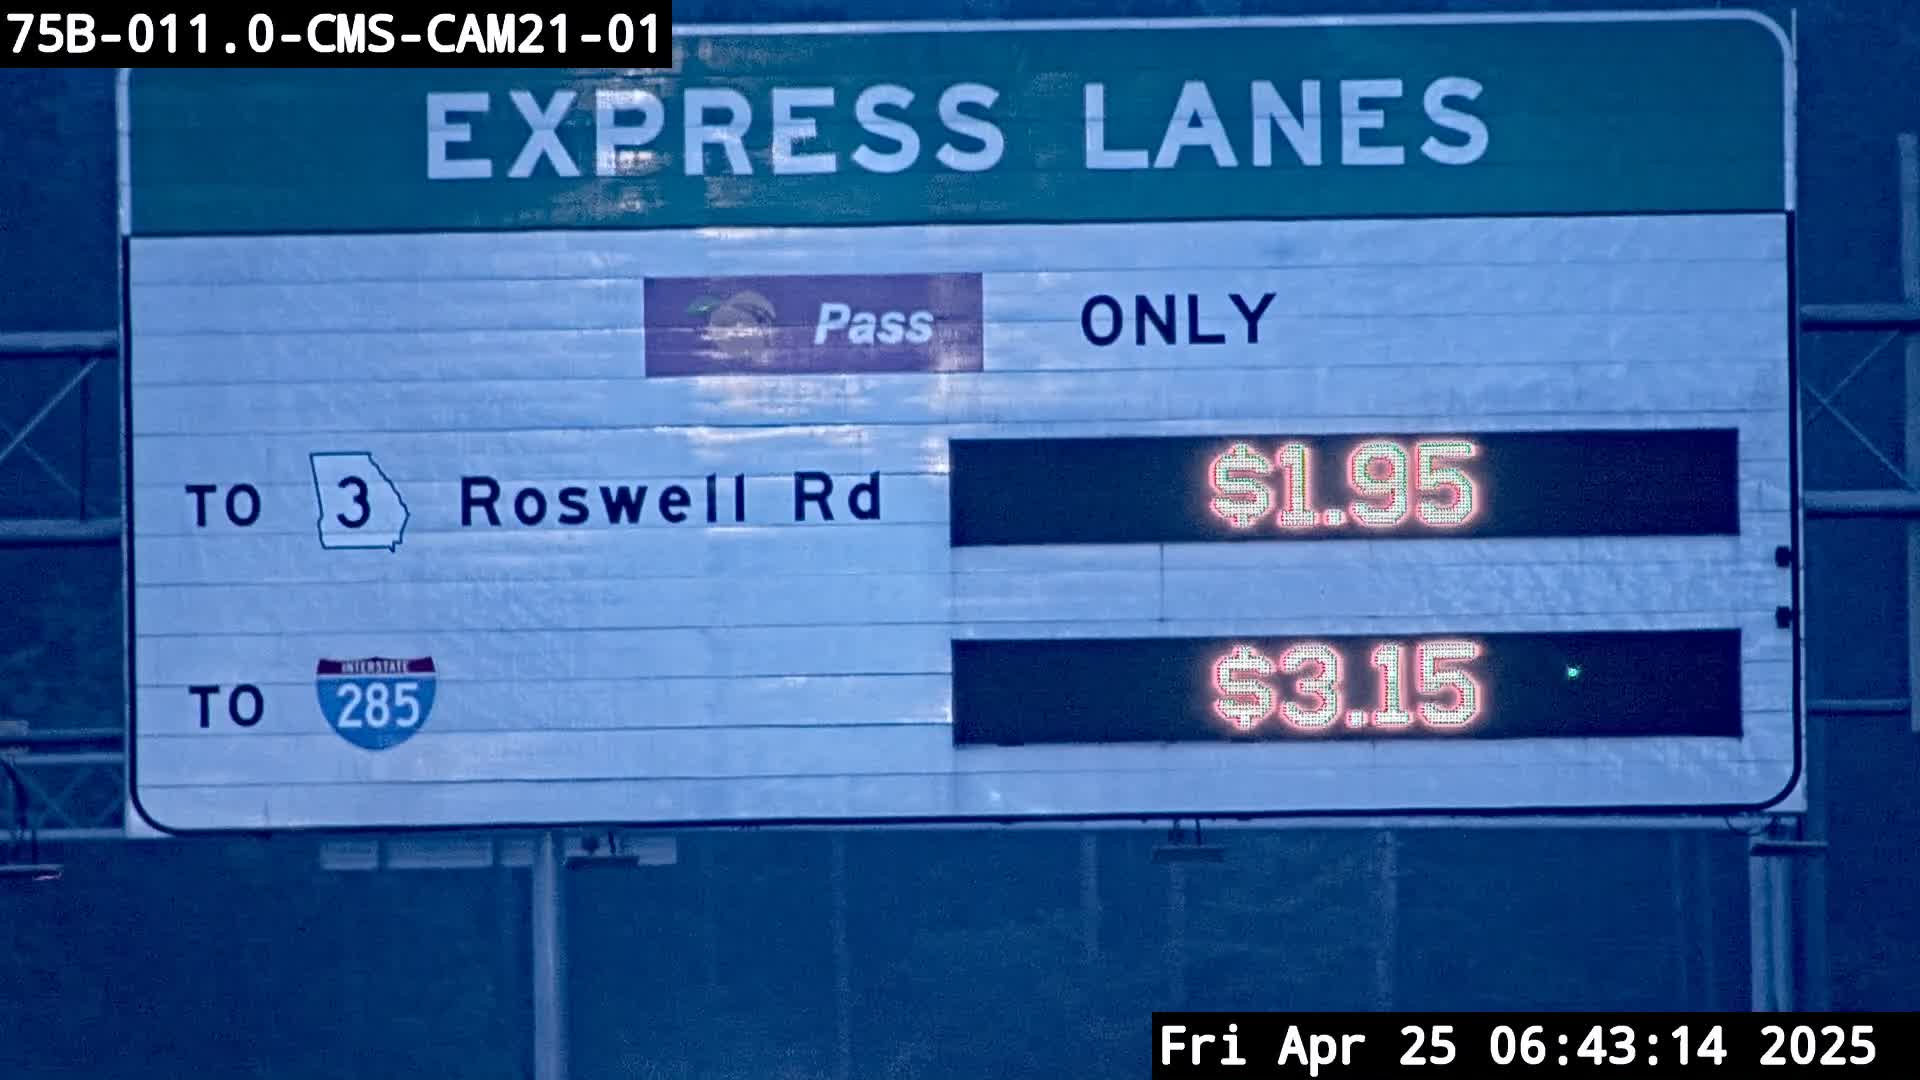 75B-011.0-CMS-CAM21-01
EXPRESS LANES
Pass ONLY
TO 3 Roswell Rd $1.95
INTERSTATE
TO 285 $3.15
Fri Apr 25 06:43:14 2025